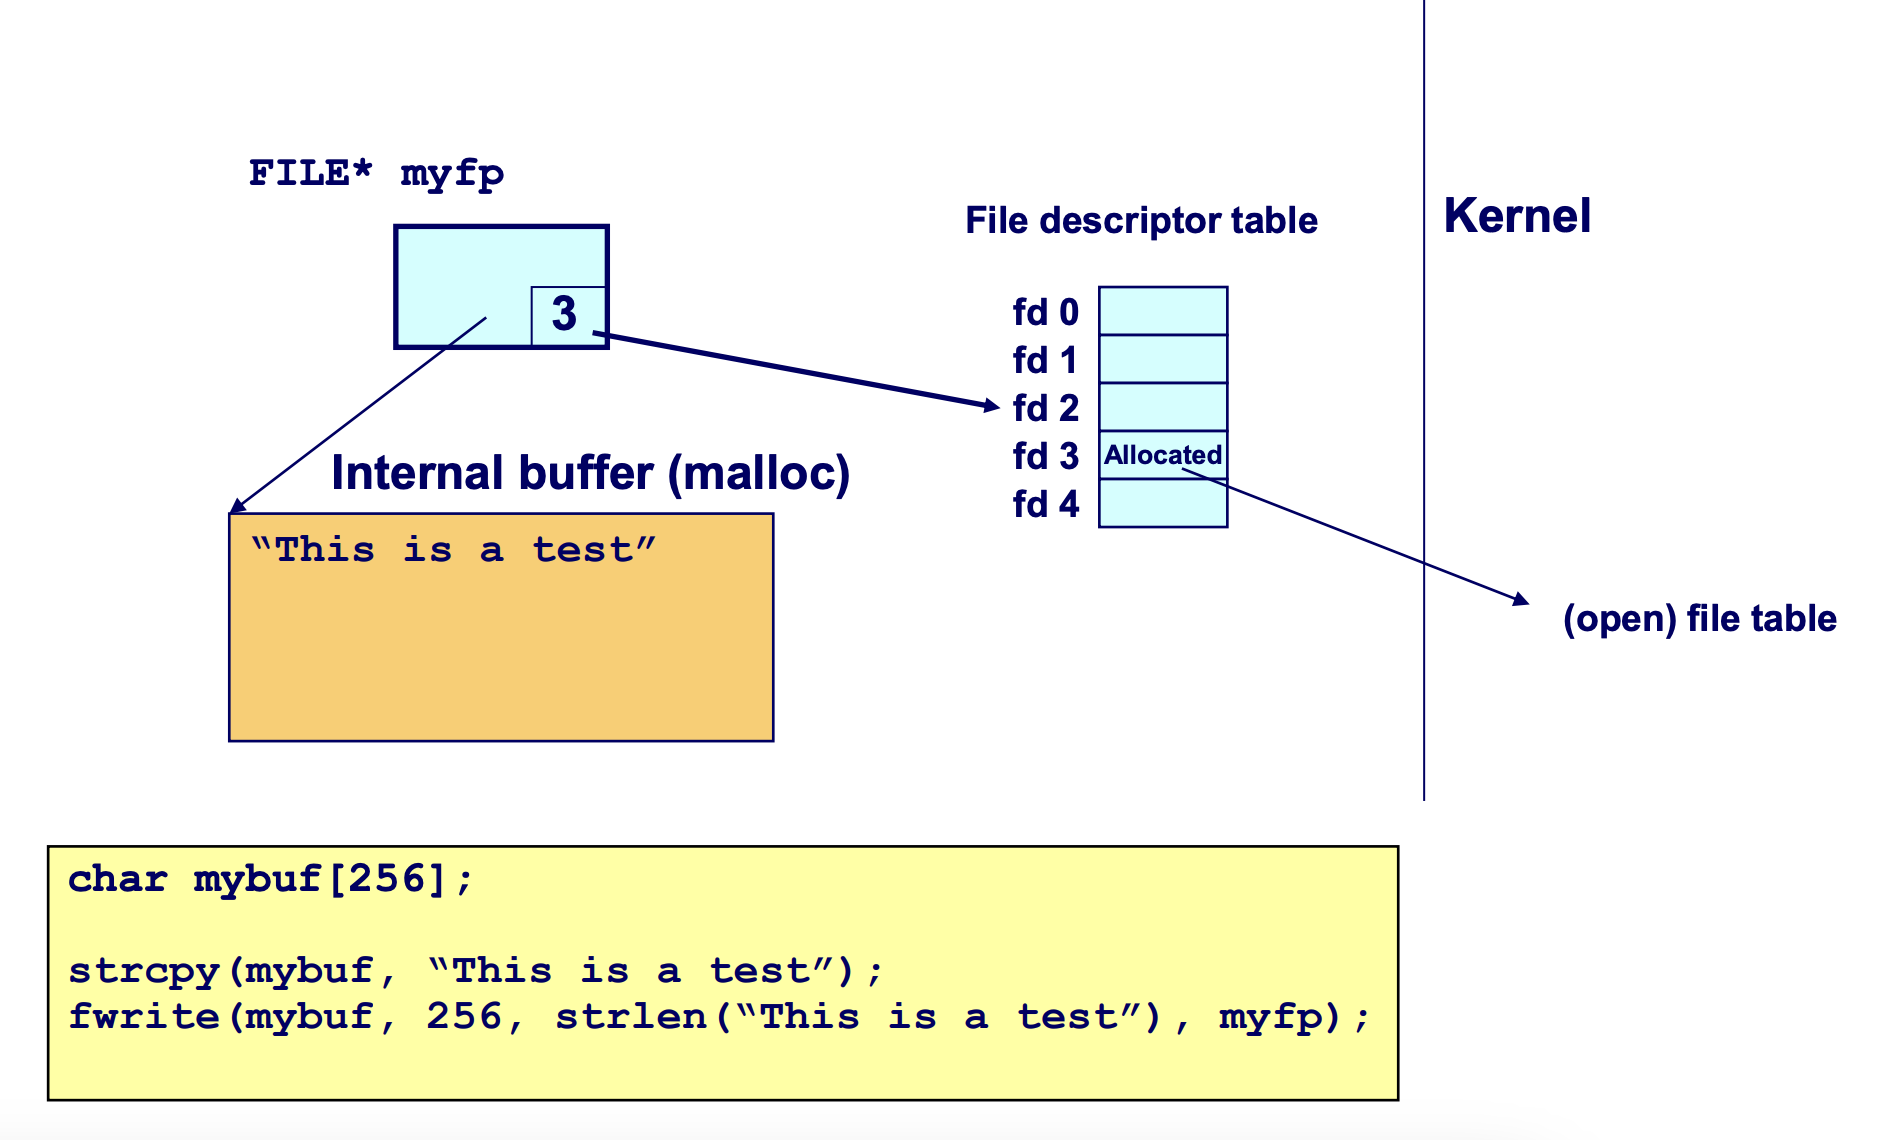 FILE* myfp
File descriptor table
Kernel
3
fd 0
fd 1
fd 2
fd 3 Allocated
fd 4
Internal buffer (malloc)
“This is a test”
(open) file table
char mybuf[256];
strcpy(mybuf, “This is a test”);
fwrite(mybuf, 256, strlen(“This is a test”), myfp);